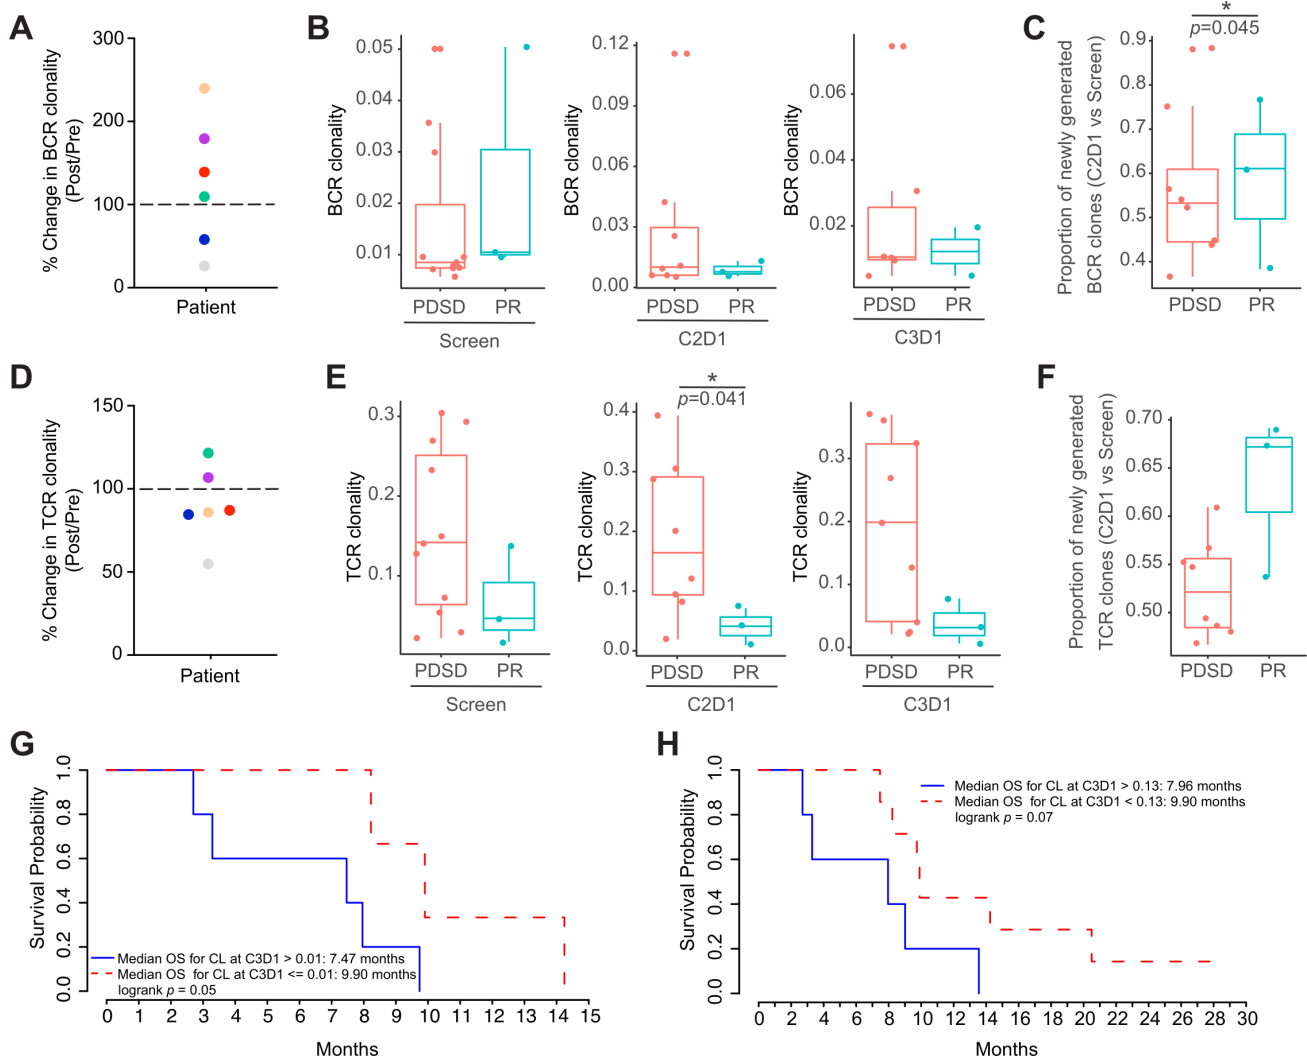 A
% Change in BCR clonality
(Post/Pre)
300
200
100
0
Patient
B
BCR clonality
0.05
0.04
0.03
0.02
0.01
PDSD
PR
Screen
BCR clonality
0.12
0.09
0.06
0.03
0.00
PDSD
PR
C2D1
BCR clonality
0.06
0.04
0.02
PDSD
PR
C3D1
C
*
p=0.045
Proportion of newly generated
BCR clones (C2D1 vs Screen)
0.9
0.8
0.7
0.6
0.5
0.4
PDSD
PR
D
% Change in TCR clonality
(Post/Pre)
150
100
50
0
Patient
E
TCR clonality
0.3
0.2
0.1
PDSD
PR
Screen
*
p=0.041
TCR clonality
0.4
0.3
0.2
0.1
0.0
PDSD
PR
C2D1
TCR clonality
0.3
0.2
0.1
0.0
PDSD
PR
C3D1
F
Proportion of newly generated
TCR clones (C2D1 vs Screen)
0.70
0.65
0.60
0.55
0.50
PDSD
PR
G
Survival Probability
1.0
0.8
0.6
0.4
0.2
0.0
Median OS for CL at C3D1 > 0.01: 7.47 months
Median OS for CL at C3D1 <= 0.01: 9.90 months
logrank p = 0.05
0 1 2 3 4 5 6 7 8 9 10 11 12 13 14 15
Months
H
Survival Probability
1.0
0.8
0.6
0.4
0.2
0.0
Median OS for CL at C3D1 > 0.13: 7.96 months
Median OS for CL at C3D1 < 0.13: 9.90 months
logrank p = 0.07
0 2 4 6 8 10 12 14 16 18 20 22 24 26 28 30
Months